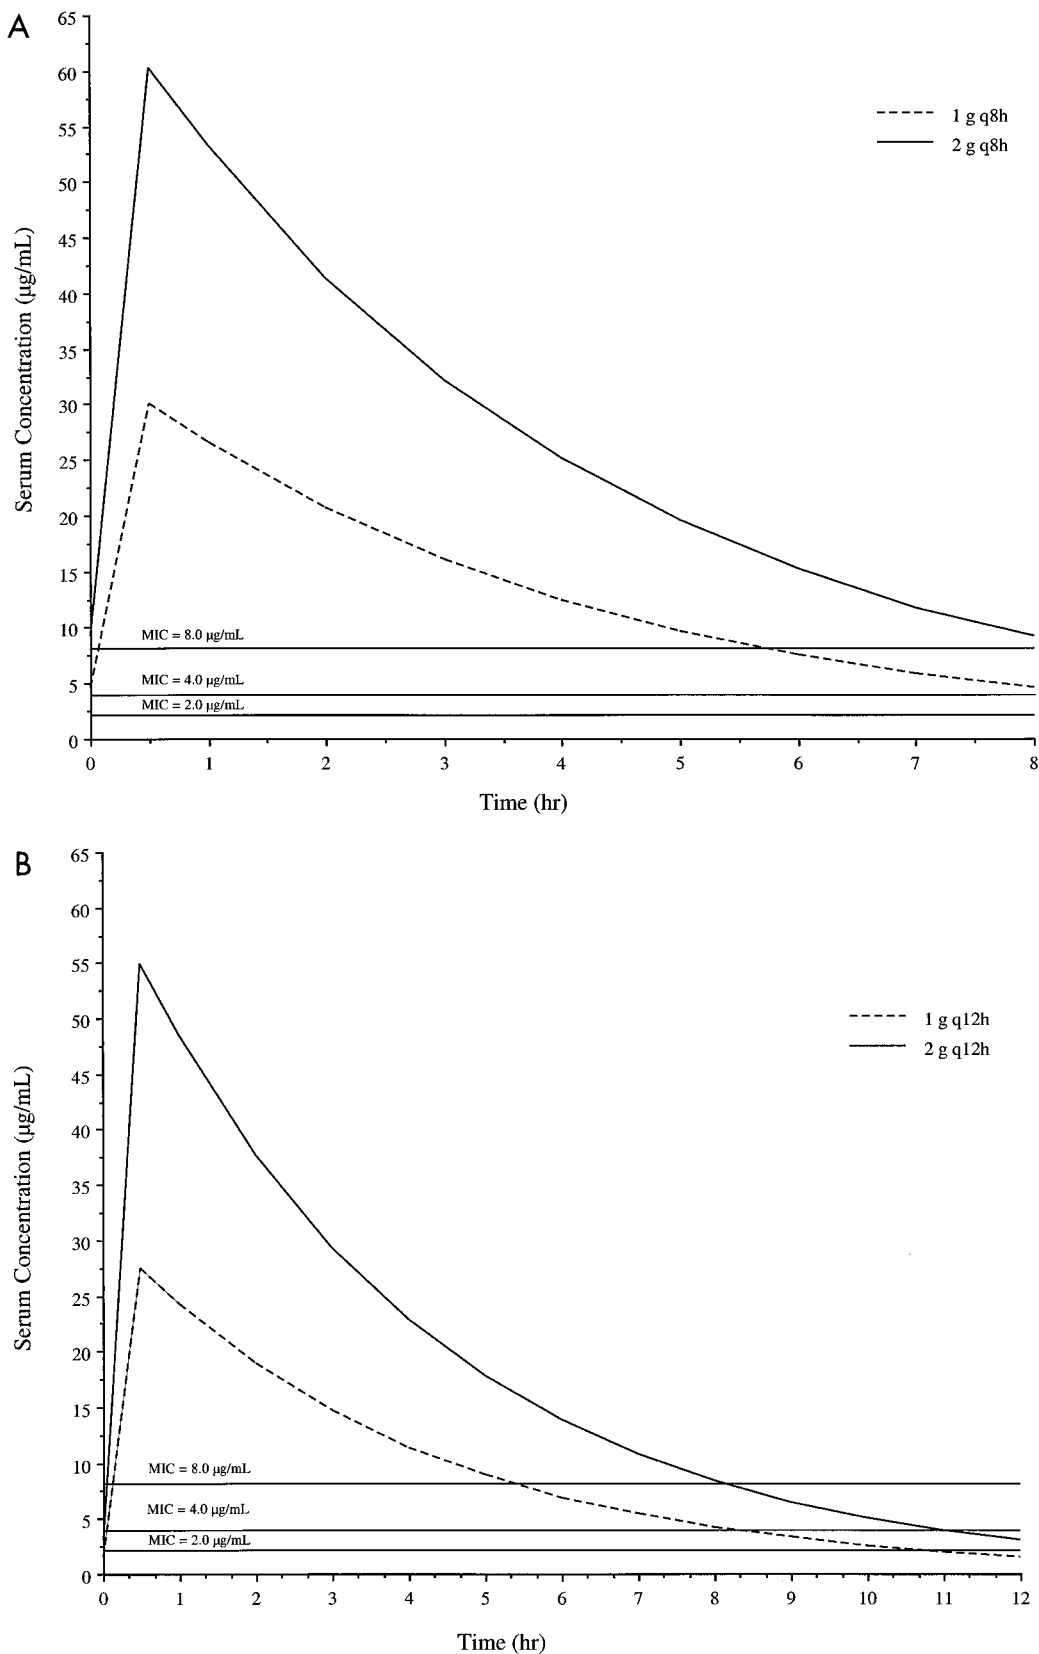 A
65
60
55
50
45
40
35
30
25
20
15
10
5
0
Serum Concentration (µg/mL)
1 g q8h
2 g q8h
MIC = 8.0 µg/mL
MIC = 4.0 µg/mL
MIC = 2.0 µg/mL
0 1 2 3 4 5 6 7 8
Time (hr)
B
65
60
55
50
45
40
35
30
25
20
15
10
5
0
Serum Concentration (µg/mL)
1 g q12h
2 g q12h
MIC = 8.0 µg/mL
MIC = 4.0 µg/mL
MIC = 2.0 µg/mL
0 1 2 3 4 5 6 7 8 9 10 11 12
Time (hr)